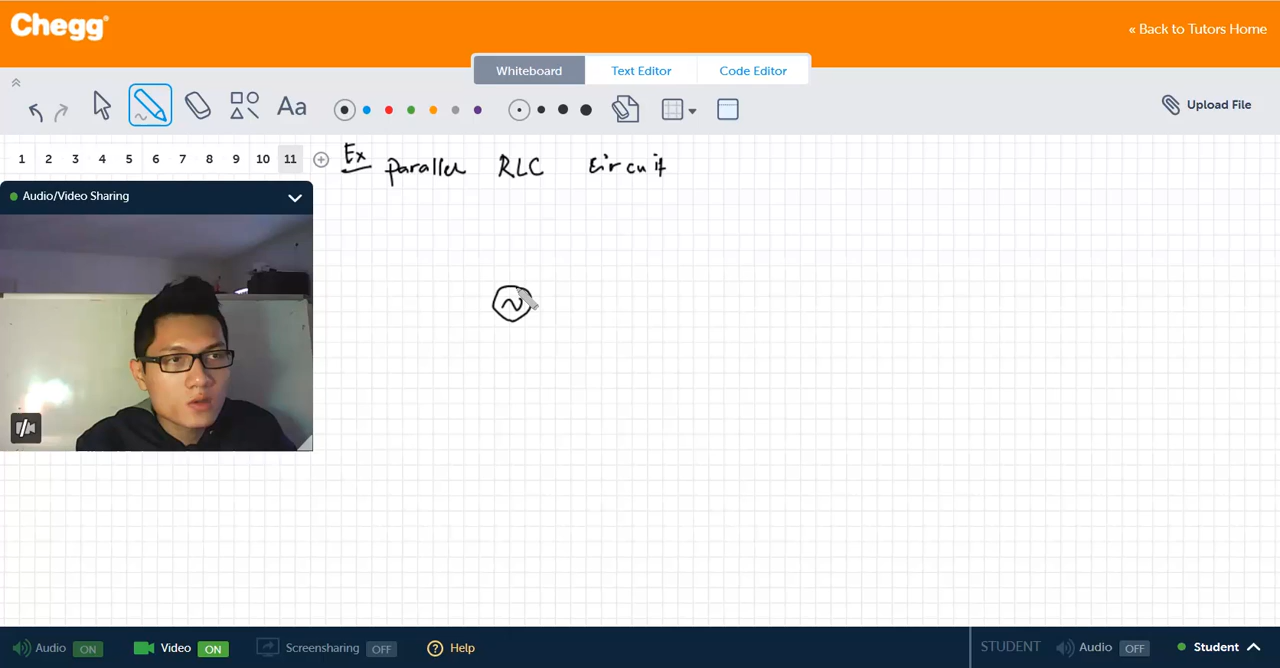 Chegg
« Back to Tutors Home
Whiteboard Text Editor Code Editor
Aa
Upload File
1 2 3 4 5 6 7 8 9 10 11
Ex parallel RLC Circuit
Audio/Video Sharing
Audio ON Video ON Screensharing OFF ? Help STUDENT Audio OFF Student